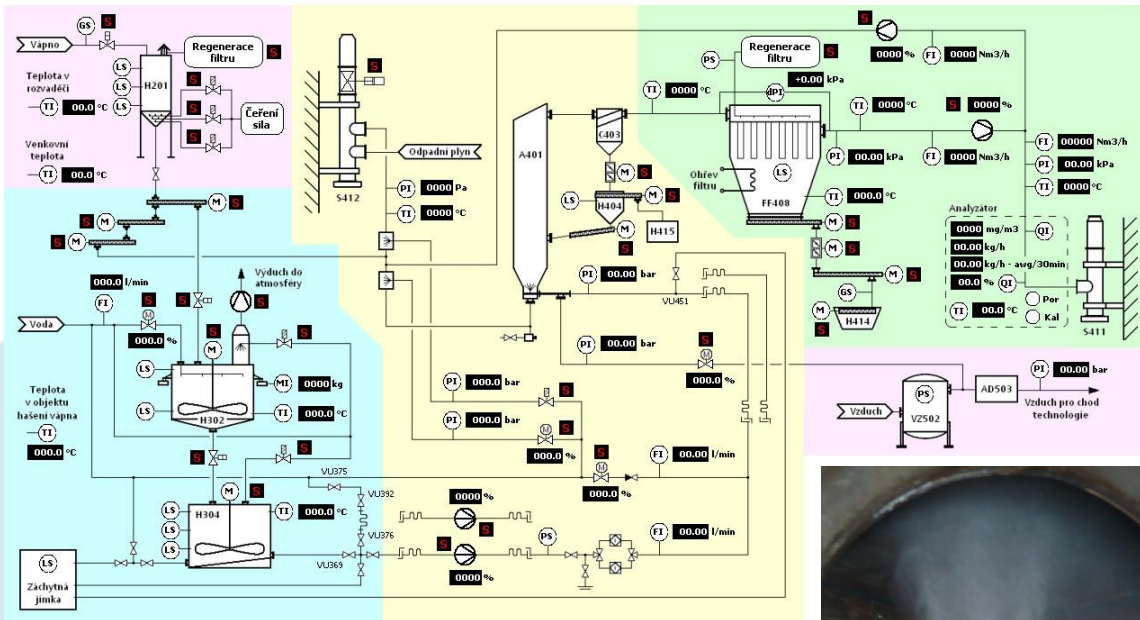 GS
S
Vápno
Regenerace
filtru
S
H201
LS
LS
LS
S
S
S
Teplota v
rozvaděči
TI 00.0 °C
Čeření
sila
Venkovní
teplota
TI 00.0 °C
M S
S M
S M
S
S412
Odpadní plyn
PI 0000 Pa
TI 0000 °C
A401
C403
M S
LS
H404
M S
H415
M
S
TI 0000 °C
PS
Regenerace
filtru
S
+0.00 kPa
dPI
TI 0000 °C
S
0000 %
FI 0000 Nm3/h
S 0000 %
PI 00.00 kPa
FI 0000 Nm3/h
FI 00000 Nm3/h
PI 00.00 kPa
TI 0000 °C
Ohřev
filtru
LS
FF408
TI 000.0 °C
M S
M S
M S
GS
M
S
H414
Analyzátor
0000 mg/m3
QI
00.00 kg/h
00.00 kg/h - awg/30min
00.0 % QI
TI 00.0 °C
Por
Kal
S411
000.0 l/min
FI
Voda
S
M
000.0 %
S
Výduch do
atmosféry
S
S
M
S
LS
LS
H302
MI 0000 kg
TI 000.0 °C
Teplota
v objektu
hašení vápna
TI
000.0 °C
S
S
M S
LS
LS
LS
H304
TI 000.0 °C
LS
Záchytná
jímka
VU375
VU392
VU376
VU369
PI 00.00 bar
VU451
PI 00.00 bar
S
M
000.0 %
PI 000.0 bar
S
PI 000.0 bar
S
M
000.0 %
S
M
000.0 %
FI 00.00 l/min
0000 %
S
S
0000 %
PS
FI 00.00 l/min
Vzduch
PS
VZ502
AD503
PI 00.00 bar
Vzduch pro chod
technologie